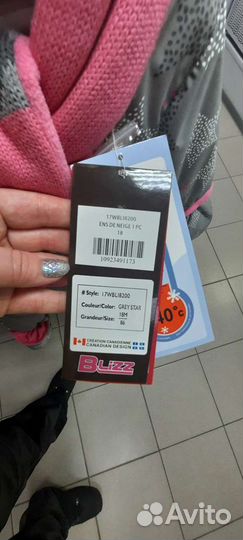 17WBLI8200
ENS DE NEIGE 1 PC
18
10923491173
# Style: 17WBLI8200
Couleur/Color: GREY STAR
Grandeur/Size: 18M
86
CRÉATION CANADIENNE
CANADIAN DESIGN
BLIZZ
40°C
Avito